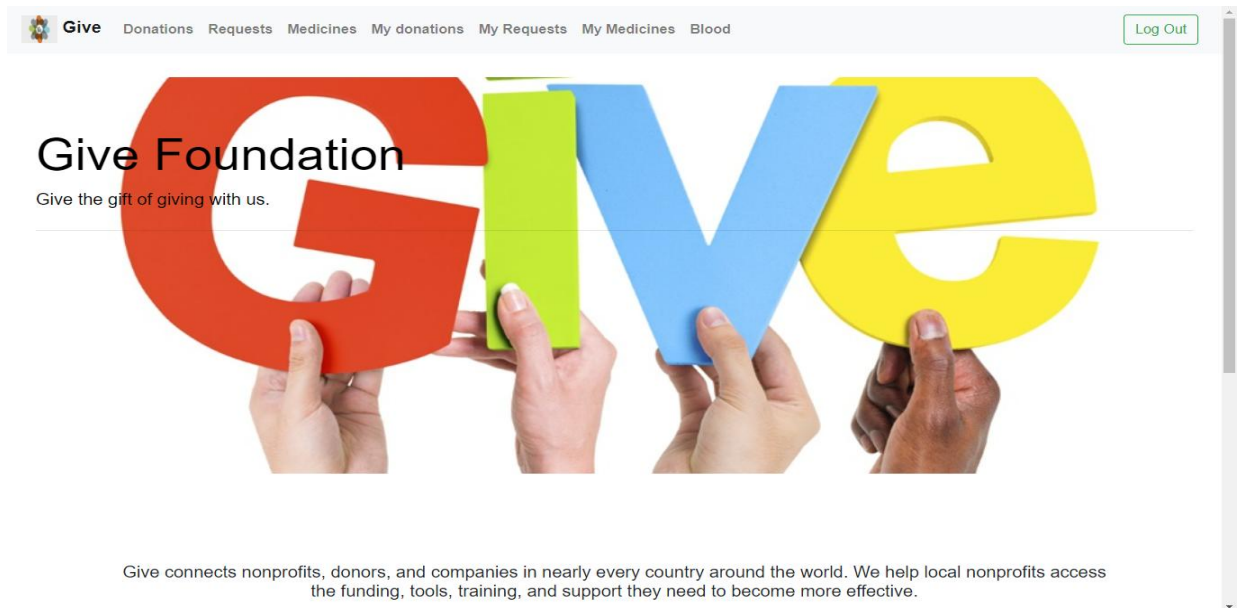 Give Donations Requests Medicines My donations My Requests My Medicines Blood Log Out
Give
Give Foundation
Give the gift of giving with us.
Give connects nonprofits, donors, and companies in nearly every country around the world. We help local nonprofits access
the funding, tools, training, and support they need to become more effective.